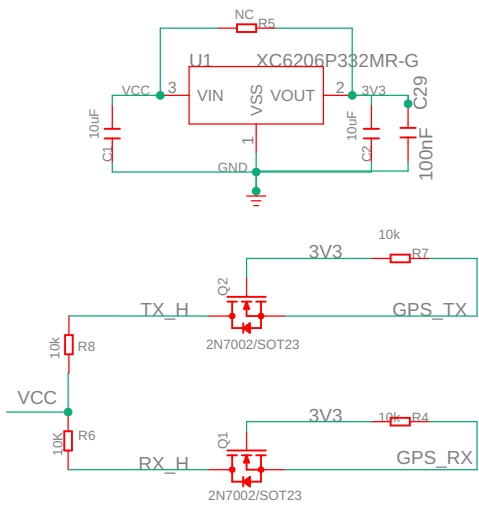 NC
R5
U1
XC6206P332MR-G
VCC
3
VIN
VSS
VOUT
2
3V3
C29
10uF
C1
1
10uF
C2
100nF
GND
10k
3V3
R7
Q2
TX_H
GPS_TX
2N7002/SOT23
10k
R8
VCC
10K
R6
3V3
10k
R4
Q1
RX_H
GPS_RX
2N7002/SOT23